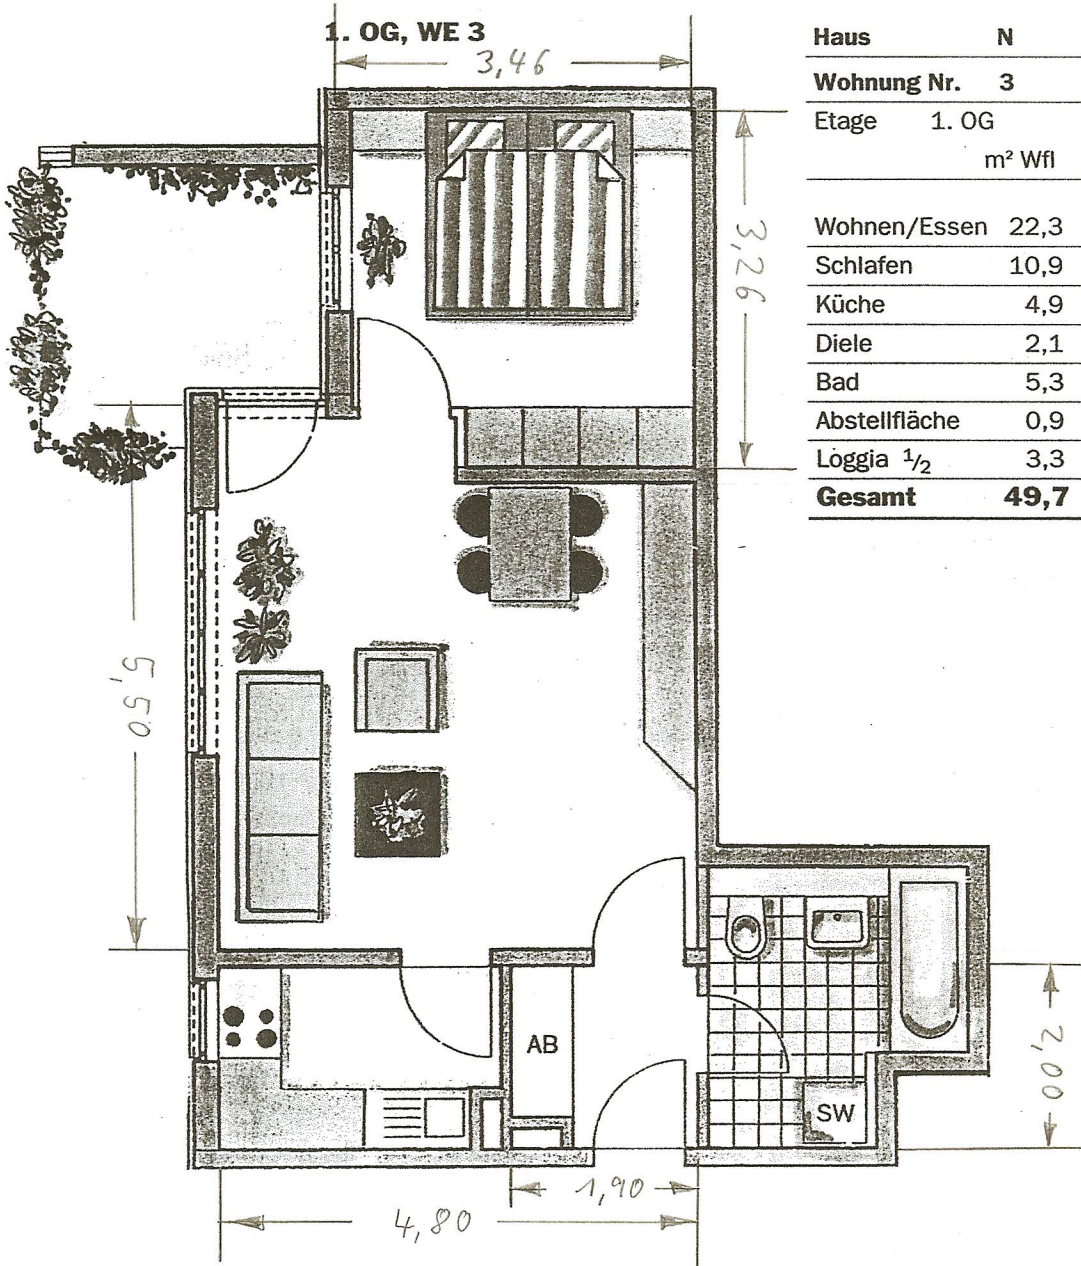 1. OG, WE 3
3,46
Haus N
Wohnung Nr. 3
Etage 1. OG
m² Wfl
Wohnen/Essen 22,3
Schlafen 10,9
Küche 4,9
Diele 2,1
Bad 5,3
Abstellfläche 0,9
Loggia 1/2 3,3
Gesamt 49,7
3,26
5,50
AB
SW
2,00
1,90
4,80